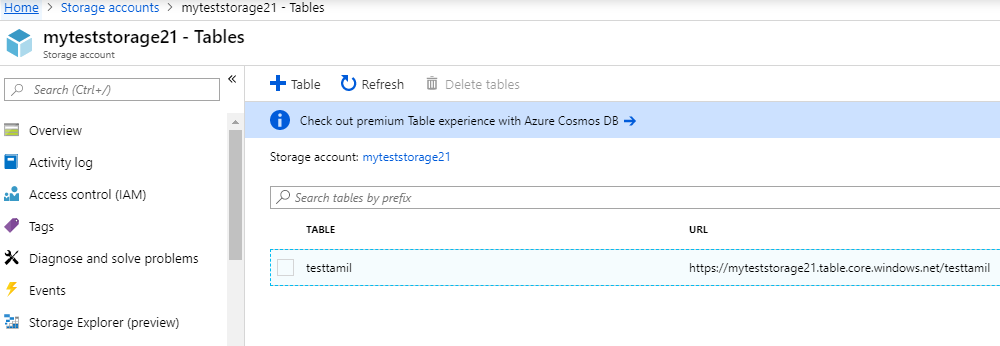 Home > Storage accounts > myteststorage21 - Tables
myteststorage21 - Tables
Storage account
Search (Ctrl+/)
«
Overview
Activity log
Access control (IAM)
Tags
Diagnose and solve problems
Events
Storage Explorer (preview)
+ Table Refresh Delete tables
Check out premium Table experience with Azure Cosmos DB →
Storage account: myteststorage21
Search tables by prefix
TABLE URL
testtamil https://myteststorage21.table.core.windows.net/testtamil